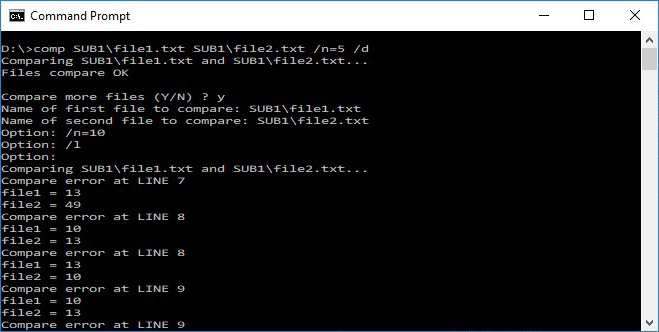 Command Prompt
D:\>comp SUB1\file1.txt SUB1\file2.txt /n=5 /d
Comparing SUB1\file1.txt and SUB1\file2.txt...
Files compare OK
Compare more files (Y/N) ? y
Name of first file to compare: SUB1\file1.txt
Name of second file to compare: SUB1\file2.txt
Option: /n=10
Option: /l
Option:
Comparing SUB1\file1.txt and SUB1\file2.txt...
Compare error at LINE 7
file1 = 13
file2 = 49
Compare error at LINE 8
file1 = 10
file2 = 13
Compare error at LINE 8
file1 = 13
file2 = 10
Compare error at LINE 9
file1 = 10
file2 = 13
Compare error at LINE 9